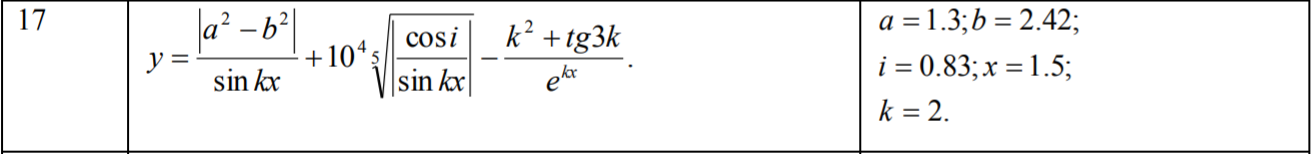 17
y = |a² − b²| / sin kx + 10⁴ ⁵√|cos i / sin kx| − (k² + tg3k) / e^{kx} .
a = 1.3; b = 2.42;
i = 0.83; x = 1.5;
k = 2.